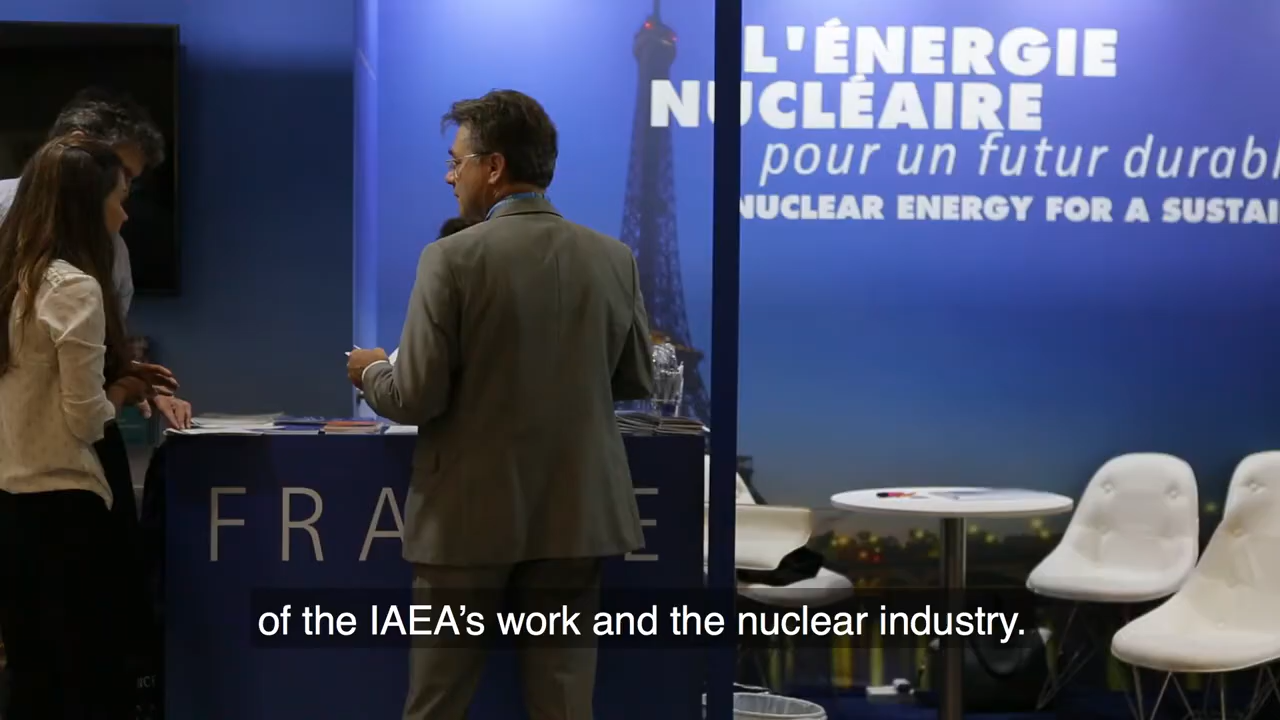 L'ÉNERGIE
NUCLÉAIRE
pour un futur durabl
NUCLEAR ENERGY FOR A SUSTAI
FRA E
of the IAEA’s work and the nuclear industry.